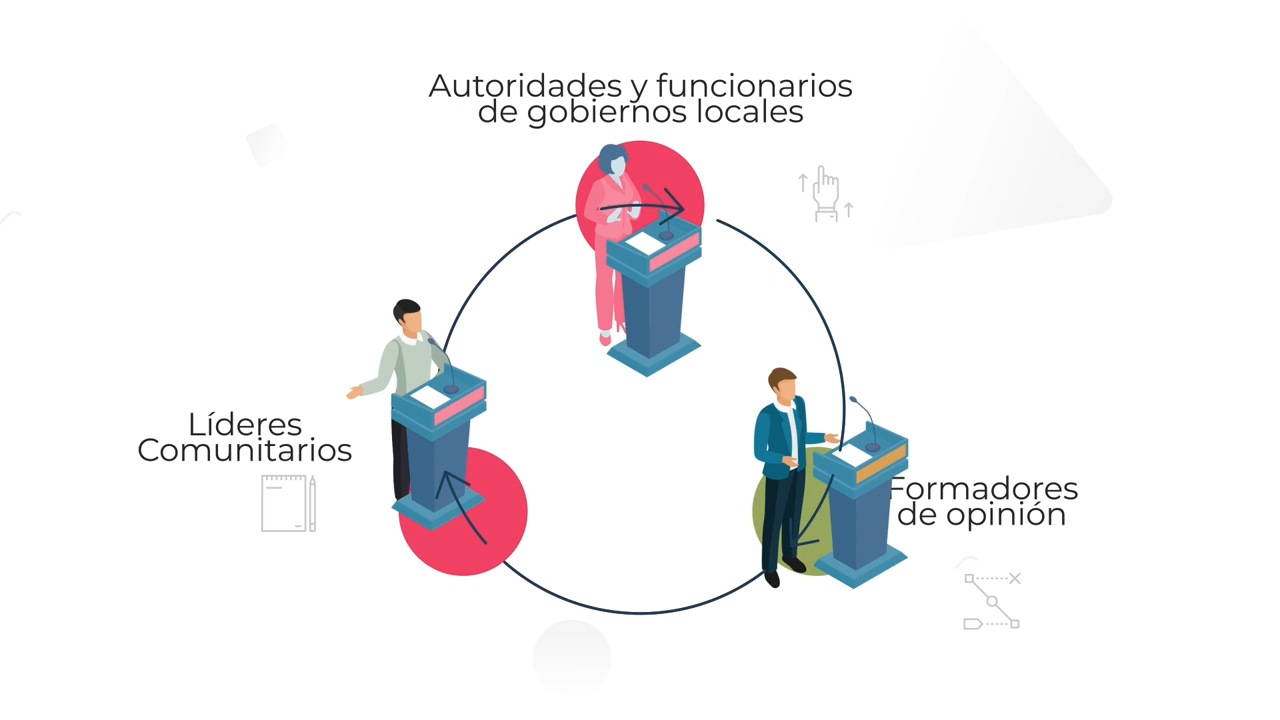 Autoridades y funcionarios
de gobiernos locales
Líderes
Comunitarios
Formadores
de opinión